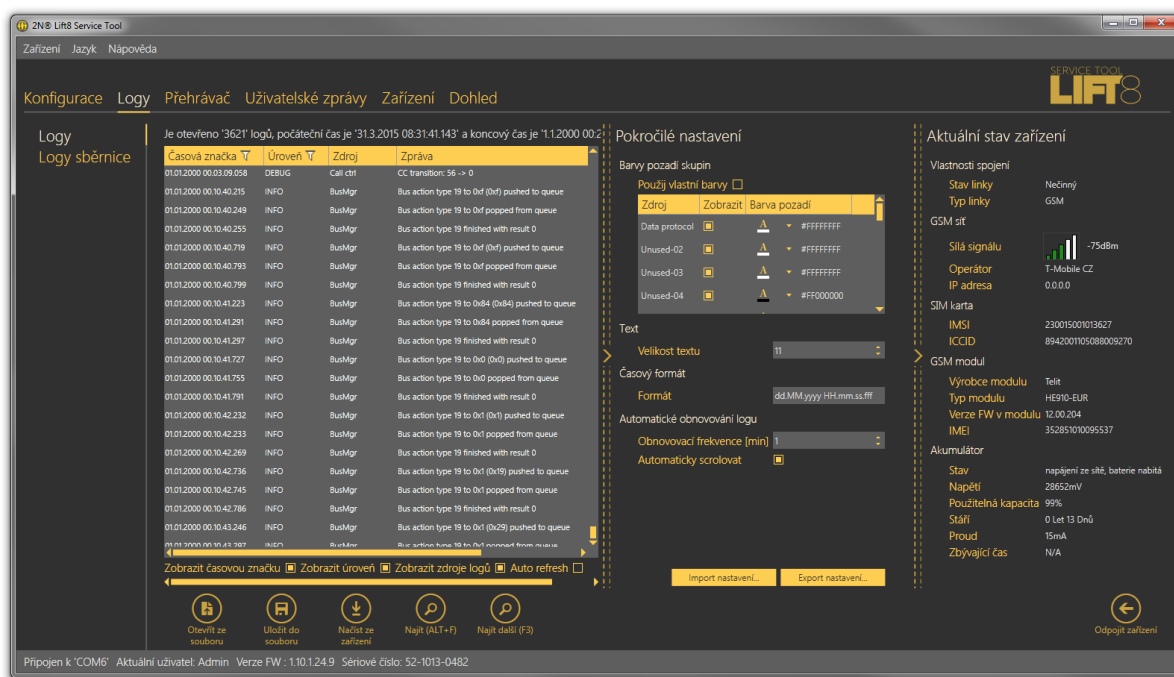 2N® Lift8 Service Tool
Zařízení Jazyk Nápověda
SERVICE TOOL
LIFT8
Konfigurace Logy Přehrávač Uživatelské zprávy Zařízení Dohled
Logy
Logy sběrnice
Je otevřeno '3621' logů, počáteční čas je '31.3.2015 08:31:41.143' a koncový čas je '1.1.2000 00:2
Časová značka Úroveň Zdroj Zpráva
01.01.2000 00.03.09.058 DEBUG Call ctrl CC transition: 56 -> 0
01.01.2000 00.10.40.215 INFO BusMgr Bus action type 19 to 0xf (0xf) pushed to queue
01.01.2000 00.10.40.249 INFO BusMgr Bus action type 19 to 0xf popped from queue
01.01.2000 00.10.40.255 INFO BusMgr Bus action type 19 finished with result 0
01.01.2000 00.10.40.719 INFO BusMgr Bus action type 19 to 0xf (0xf) pushed to queue
01.01.2000 00.10.40.793 INFO BusMgr Bus action type 19 to 0xf popped from queue
01.01.2000 00.10.40.799 INFO BusMgr Bus action type 19 finished with result 0
01.01.2000 00.10.41.223 INFO BusMgr Bus action type 19 to 0x84 (0x84) pushed to queue
01.01.2000 00.10.41.291 INFO BusMgr Bus action type 19 to 0x84 popped from queue
01.01.2000 00.10.41.297 INFO BusMgr Bus action type 19 finished with result 0
01.01.2000 00.10.41.727 INFO BusMgr Bus action type 19 to 0x0 (0x0) pushed to queue
01.01.2000 00.10.41.755 INFO BusMgr Bus action type 19 to 0x0 popped from queue
01.01.2000 00.10.41.791 INFO BusMgr Bus action type 19 finished with result 0
01.01.2000 00.10.42.232 INFO BusMgr Bus action type 19 to 0x1 (0x1) pushed to queue
01.01.2000 00.10.42.233 INFO BusMgr Bus action type 19 to 0x1 popped from queue
01.01.2000 00.10.42.269 INFO BusMgr Bus action type 19 finished with result 0
01.01.2000 00.10.42.736 INFO BusMgr Bus action type 19 to 0x1 (0x19) pushed to queue
01.01.2000 00.10.42.745 INFO BusMgr Bus action type 19 to 0x1 popped from queue
01.01.2000 00.10.42.786 INFO BusMgr Bus action type 19 finished with result 0
01.01.2000 00.10.43.246 INFO BusMgr Bus action type 19 to 0x1 (0x29) pushed to queue
01.01.2000 00.10.43.297 INFO BusMgr Bus action type 19 to 0x1 popped from queue
Zobrazit časovou značku Zobrazit úroveň Zobrazit zdroje logů Auto refresh
Otevřít ze souboru
Uložit do souboru
Načíst ze zařízení
Najít (ALT+F)
Najít další (F3)
Pokročilé nastavení
Barvy pozadí skupin
Použij vlastní barvy
Zdroj Zobrazit Barva pozadí
Data protocol A #FFFFFFFF
Unused-02 A #FFFFFFFF
Unused-03 A #FFFFFFFF
Unused-04 A #FF000000
Text
Velikost textu 11
Časový formát
Formát dd.MM.yyyy HH.mm.ss.fff
Automatické obnovování logu
Obnovovací frekvence [min] 1
Automaticky scrolovat
Import nastavení... Export nastavení...
Aktuální stav zařízení
Vlastnosti spojení
Stav linky Nečinný
Typ linky GSM
GSM síť
Sílá signálu -75dBm
Operátor T-Mobile CZ
IP adresa 0.0.0.0
SIM karta
IMSI 230015001013627
ICCID 8942001105088009270
GSM modul
Výrobce modulu Telit
Typ modulu HE910-EUR
Verze FW v modulu 12.00.204
IMEI 352851010095537
Akumulátor
Stav napájení ze sítě, baterie nabitá
Napětí 28652mV
Použitelná kapacita 99%
Stáří 0 Let 13 Dnů
Proud 15mA
Zbývající čas N/A
Odpojit zařízení
Připojen k 'COM6' Aktuální uživatel: Admin Verze FW : 1.10.1.24.9 Sériové číslo: 52-1013-0482